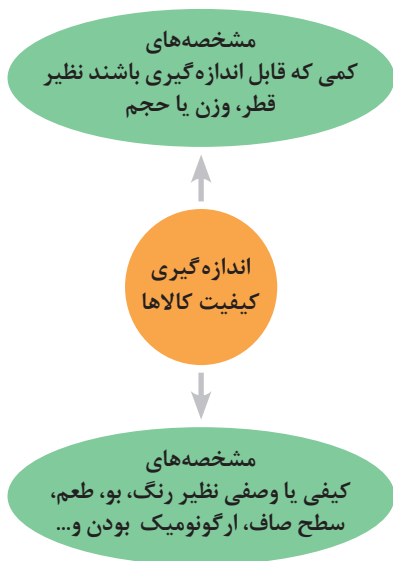 مشخصه‌های
کمی که قابل اندازه‌گیری باشند نظیر
قطر، وزن یا حجم
اندازه‌گیری
کیفیت کالاها
مشخصه‌های
کیفی یا وصفی نظیر رنگ، بو، طعم،
سطح صاف، ارگونومیک بودن و...